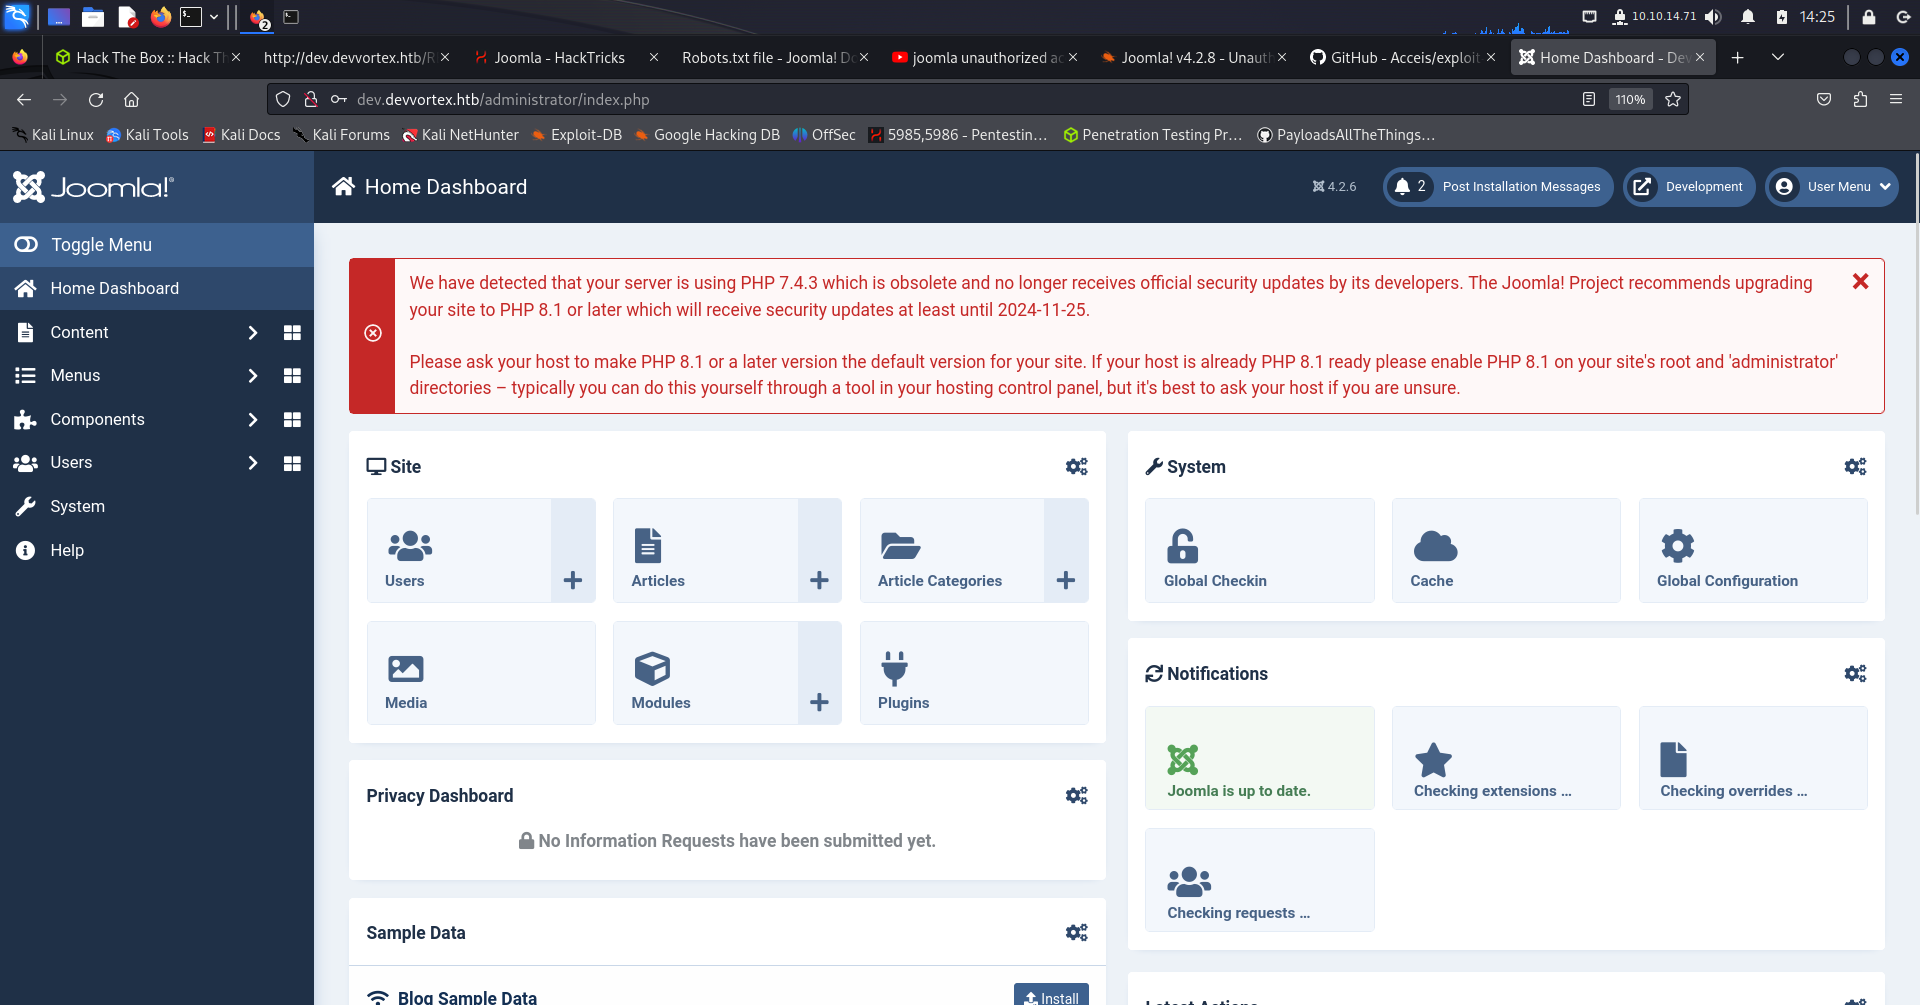 10.10.14.71
14:25
2
Hack The Box :: Hack Th
http://dev.devvortex.htb/R
Joomla - HackTricks
Robots.txt file - Joomla! Do
joomla unauthorized ac
Joomla! v4.2.8 - Unauth
GitHub - Acceis/exploit
Home Dashboard - Dev
dev.devvortex.htb/administrator/index.php
110%
Kali Linux
Kali Tools
Kali Docs
Kali Forums
Kali NetHunter
Exploit-DB
Google Hacking DB
OffSec
5985,5986 - Pentestin…
Penetration Testing Pr…
PayloadsAllTheThings…
Joomla!®
Home Dashboard
4.2.6
2 Post Installation Messages
Development
User Menu
Toggle Menu
Home Dashboard
Content
Menus
Components
Users
System
Help
We have detected that your server is using PHP 7.4.3 which is obsolete and no longer receives official security updates by its developers. The Joomla! Project recommends upgrading
your site to PHP 8.1 or later which will receive security updates at least until 2024-11-25.
Please ask your host to make PHP 8.1 or a later version the default version for your site. If your host is already PHP 8.1 ready please enable PHP 8.1 on your site's root and 'administrator'
directories – typically you can do this yourself through a tool in your hosting control panel, but it's best to ask your host if you are unsure.
Site
Users
Articles
Article Categories
Media
Modules
Plugins
Privacy Dashboard
No Information Requests have been submitted yet.
Sample Data
Blog Sample Data
Install
System
Global Checkin
Cache
Global Configuration
Notifications
Joomla is up to date.
Checking extensions …
Checking overrides …
Checking requests …
Latest Actions